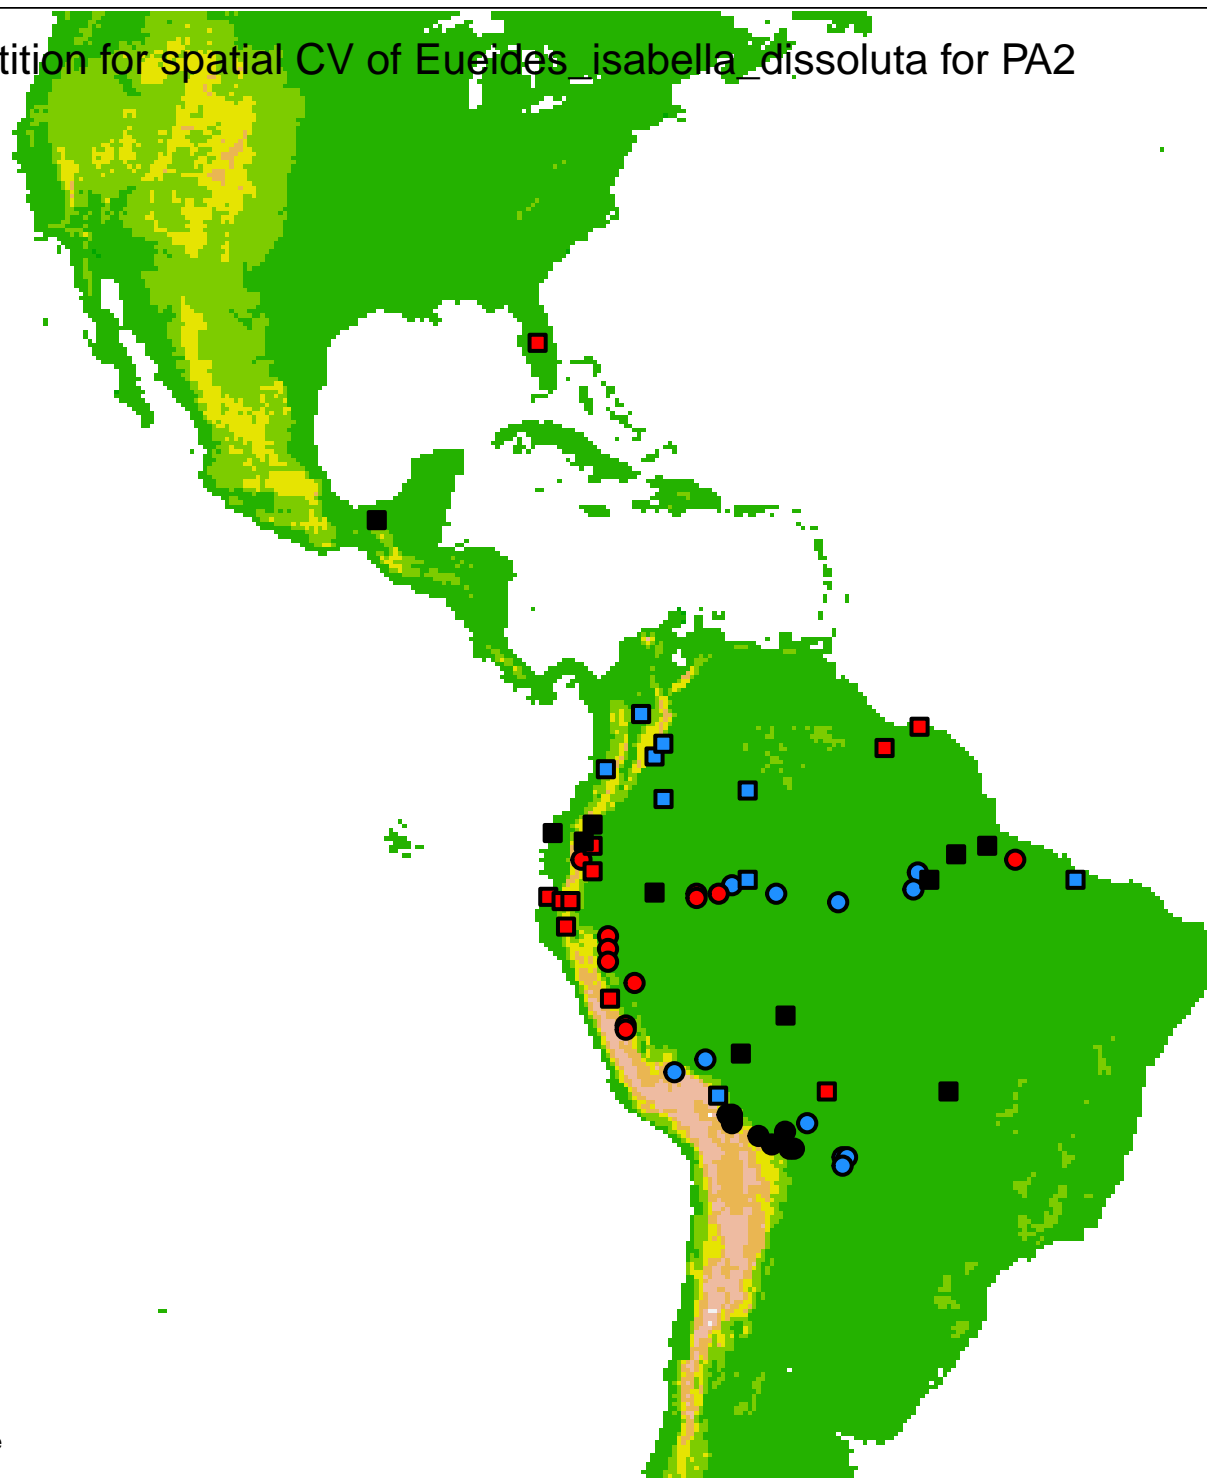 tition for spatial CV of Eueides_isabella_dissoluta for PA2